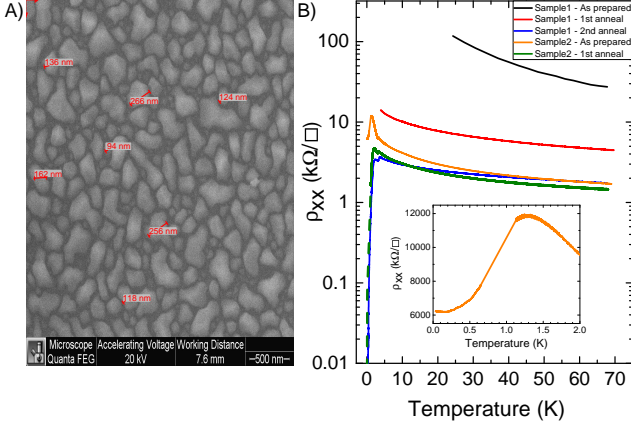 A)
136 nm
266 nm
124 nm
94 nm
162 nm
256 nm
118 nm
Microscope
Accelerating Voltage
Working Distance
Quanta FEG
20 kV
7.6 mm
500 nm
B)
Sample1 - As prepared
Sample1 - 1st anneal
Sample1 - 2nd anneal
Sample2 - As prepared
Sample2 - 1st anneal
ρXX (kΩ/□)
100
10
1
0.1
0.01
0 10 20 30 40 50 60 70
Temperature (K)
ρXX (kΩ/□)
12000
10000
8000
6000
0.0 0.5 1.0 1.5 2.0
Temperature (K)